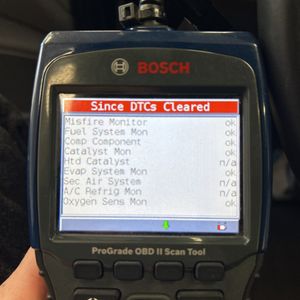 BOSCH
Since DTCs Cleared
Misfire Monitor ok
Fuel System Mon ok
Comp Component ok
Catalyst Mon ok
Htd Catalyst n/a
Evap System Mon ok
Sec Air System n/a
A/C Refrig Mon n/a
Oxygen Sens Mon ok
ProGrade OBD II Scan Tool
BOSCH